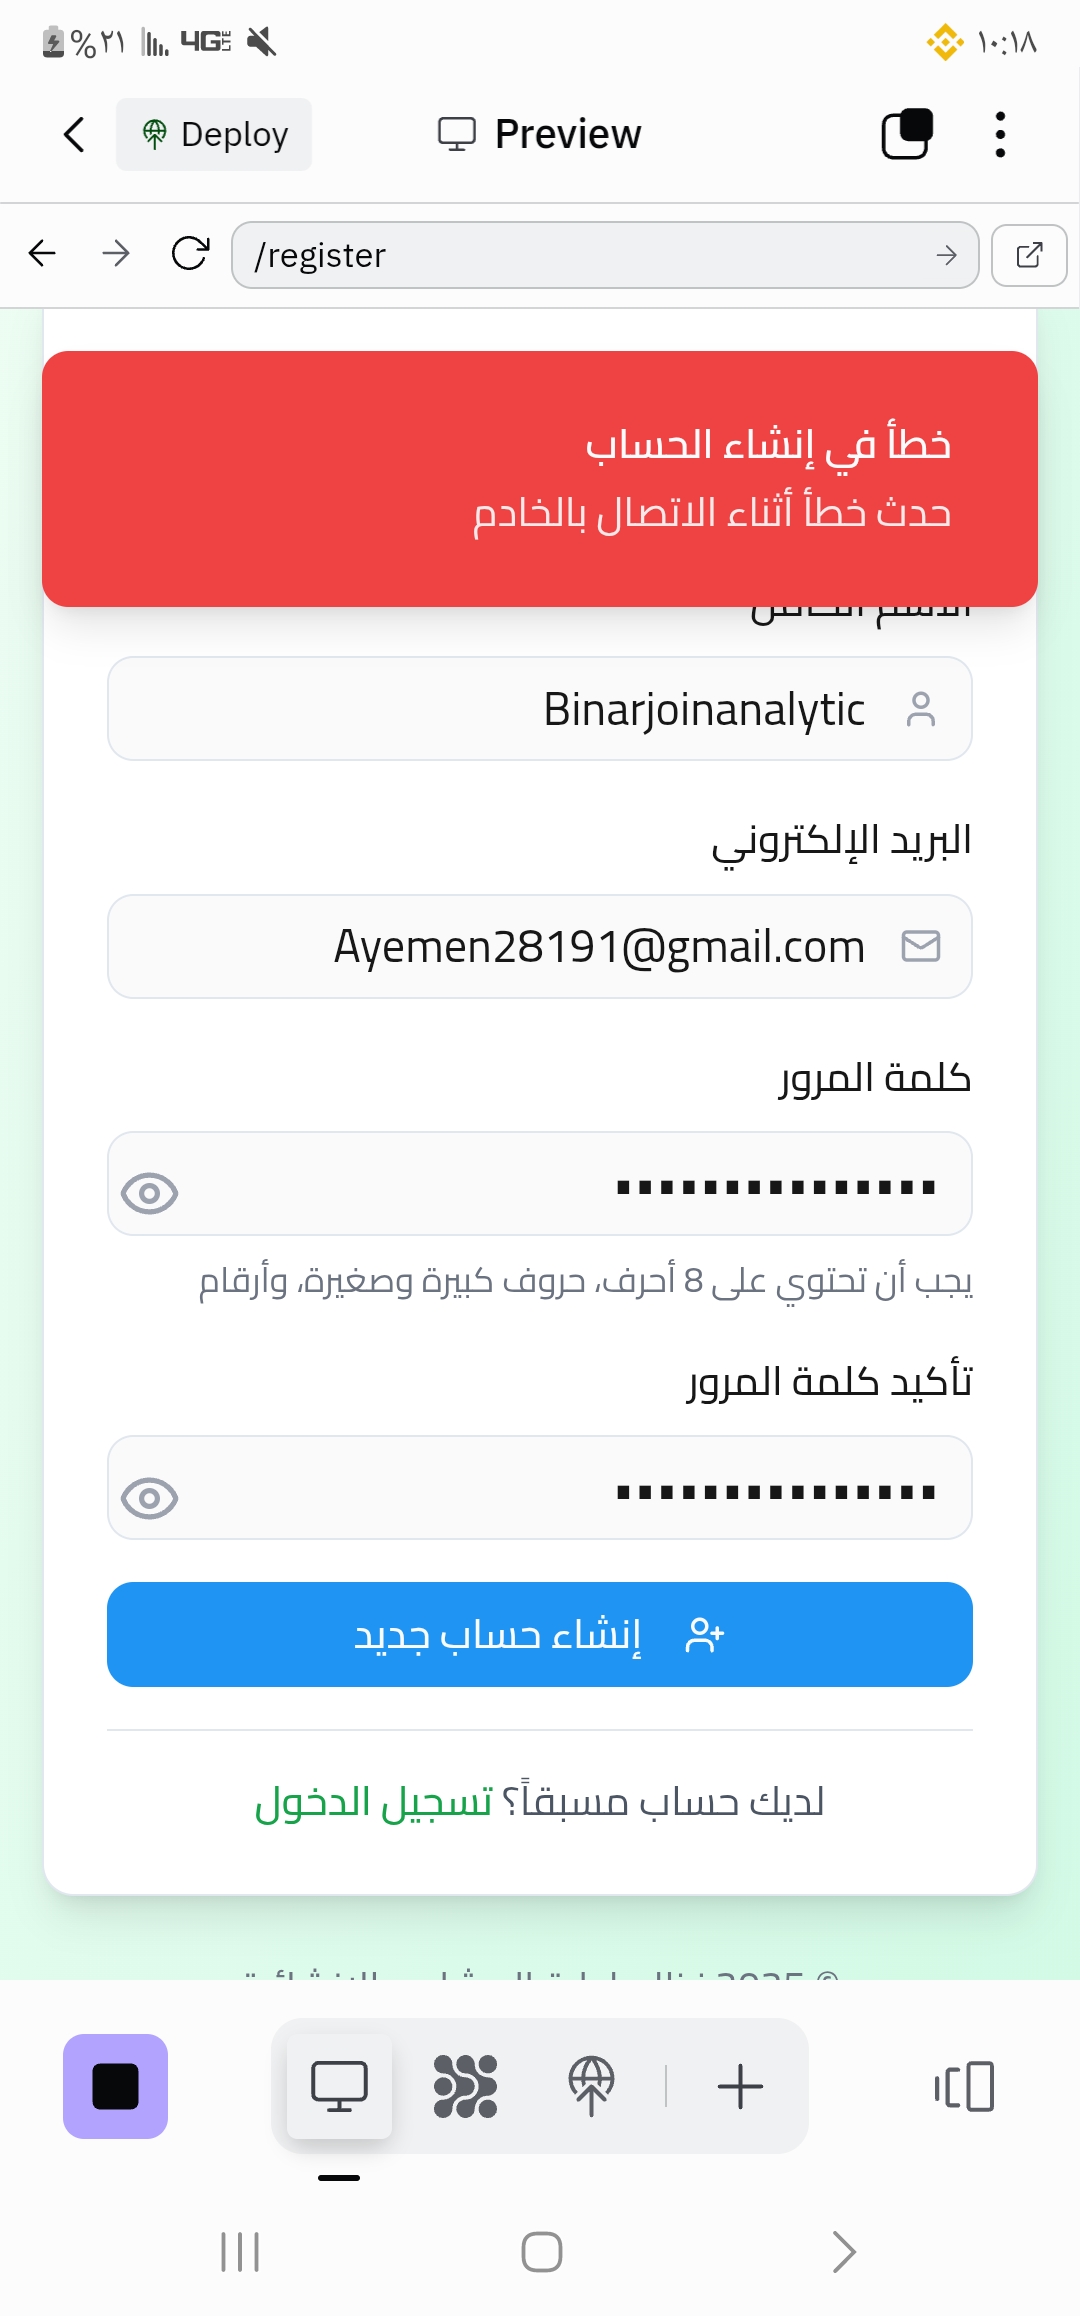 %٢١ 4G LTE ١٠:١٨
Deploy
Preview
/register
خطأ في إنشاء الحساب
حدث خطأ أثناء الاتصال بالخادم
Binarjoinanalytic
البريد الإلكتروني
Ayemen28191@gmail.com
كلمة المرور
يجب أن تحتوي على 8 أحرف، حروف كبيرة وصغيرة، وأرقام
تأكيد كلمة المرور
إنشاء حساب جديد
لديك حساب مسبقاً؟ تسجيل الدخول
© 2025